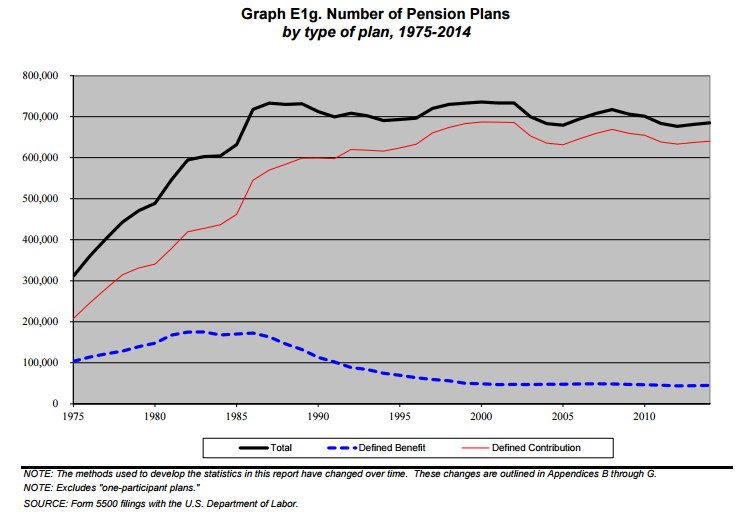 Graph E1g. Number of Pension Plans
by type of plan, 1975-2014
800,000
700,000
600,000
500,000
400,000
300,000
200,000
100,000
0
1975 1980 1985 1990 1995 2000 2005 2010
Total Defined Benefit Defined Contribution
NOTE: The methods used to develop the statistics in this report have changed over time. These changes are outlined in Appendices B through G.
NOTE: Excludes "one-participant plans."
SOURCE: Form 5500 filings with the U.S. Department of Labor.